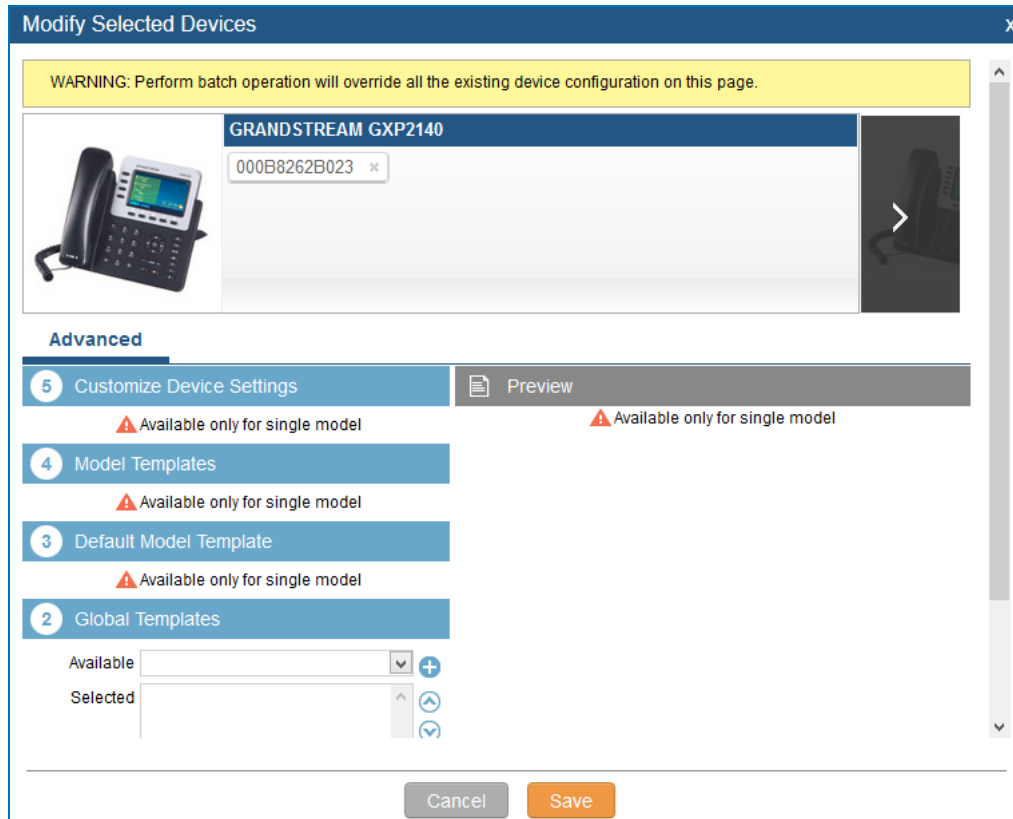 Modify Selected Devices x
WARNING: Perform batch operation will override all the existing device configuration on this page.
GRANDSTREAM GXP2140
000B8262B023 ×
Advanced
5 Customize Device Settings
Available only for single model
4 Model Templates
Available only for single model
3 Default Model Template
Available only for single model
2 Global Templates
Available
Selected
Preview
Available only for single model
Cancel
Save